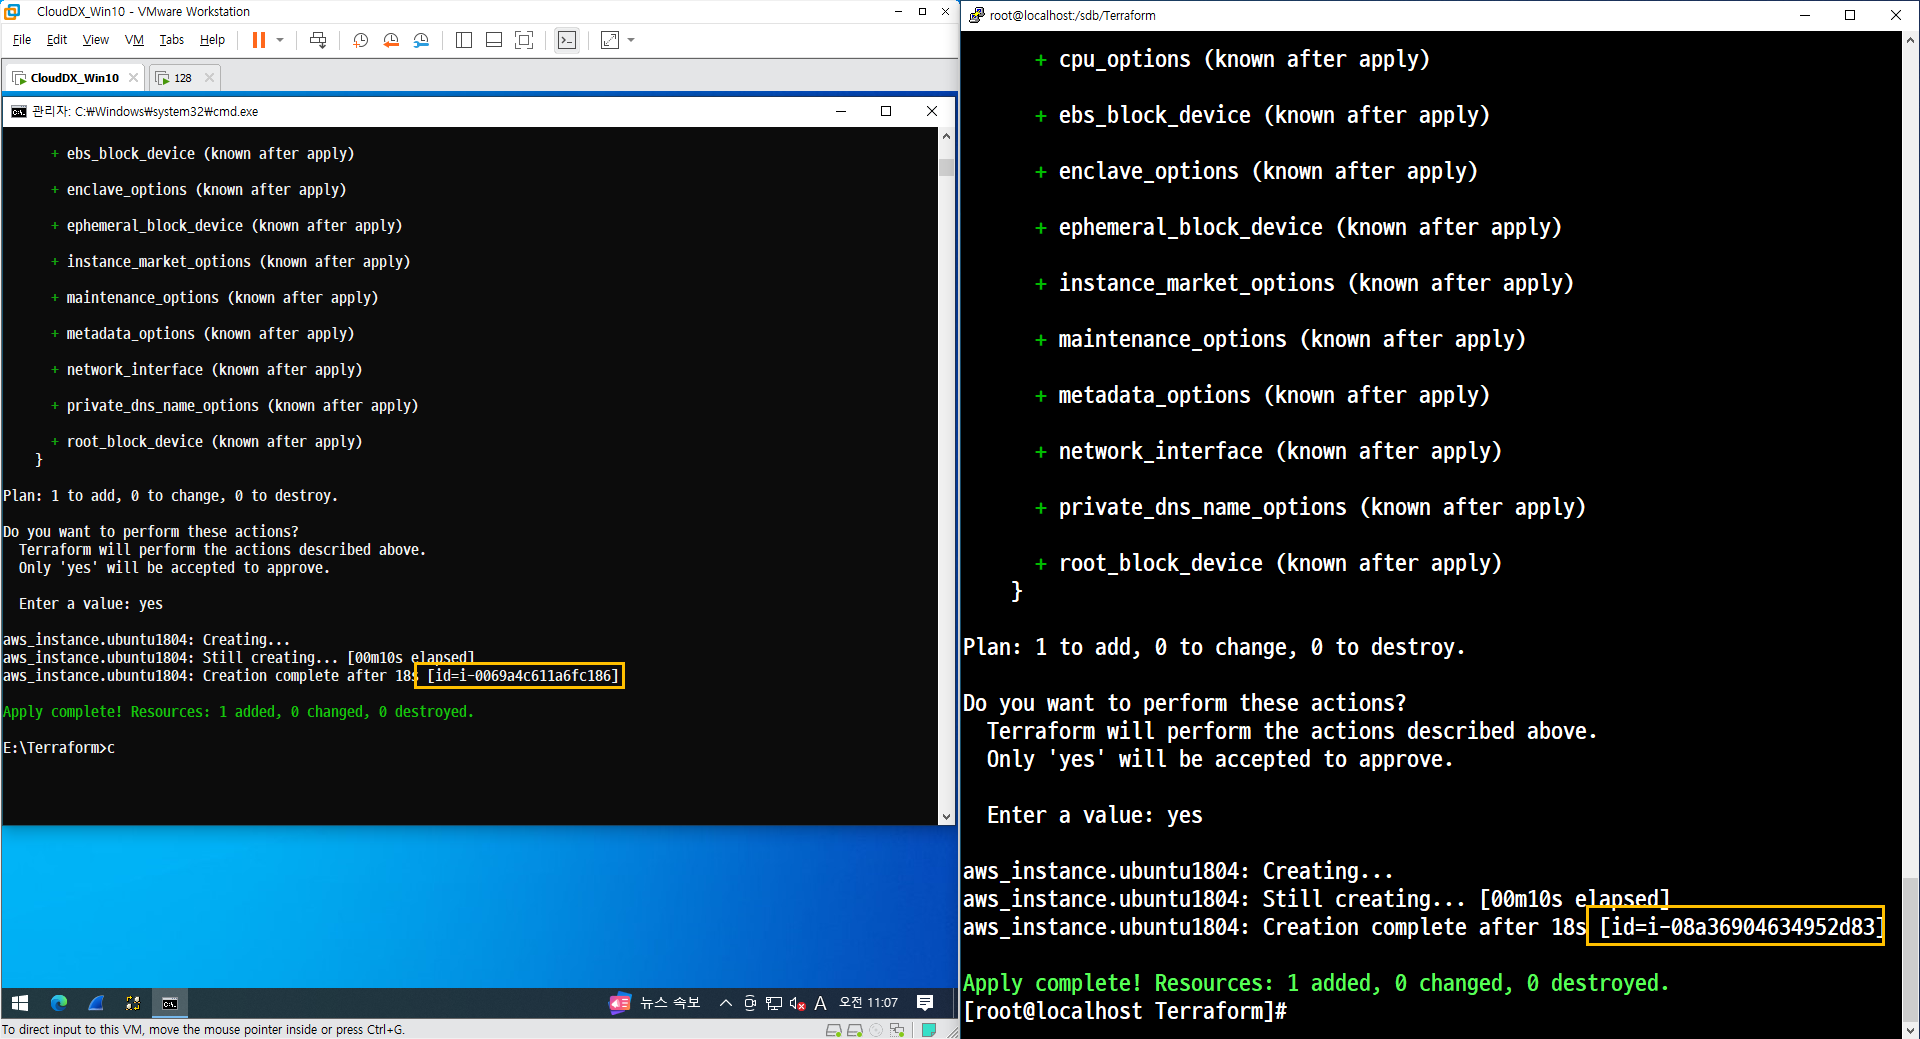 CloudDX_Win10 - VMware Workstation
File Edit View VM Tabs Help
CloudDX_Win10
128
관리자: C:₩Windows₩system32₩cmd.exe
+ ebs_block_device (known after apply)
+ enclave_options (known after apply)
+ ephemeral_block_device (known after apply)
+ instance_market_options (known after apply)
+ maintenance_options (known after apply)
+ metadata_options (known after apply)
+ network_interface (known after apply)
+ private_dns_name_options (known after apply)
+ root_block_device (known after apply)
}
Plan: 1 to add, 0 to change, 0 to destroy.
Do you want to perform these actions?
Terraform will perform the actions described above.
Only 'yes' will be accepted to approve.
Enter a value: yes
aws_instance.ubuntu1804: Creating...
aws_instance.ubuntu1804: Still creating... [00m10s elapsed]
aws_instance.ubuntu1804: Creation complete after 18s [id=i-0069a4c611a6fc186]
Apply complete! Resources: 1 added, 0 changed, 0 destroyed.
E:\Terraform>c
뉴스 속보
A
오전 11:07
To direct input to this VM, move the mouse pointer inside or press Ctrl+G.
root@localhost:/sdb/Terraform
+ cpu_options (known after apply)
+ ebs_block_device (known after apply)
+ enclave_options (known after apply)
+ ephemeral_block_device (known after apply)
+ instance_market_options (known after apply)
+ maintenance_options (known after apply)
+ metadata_options (known after apply)
+ network_interface (known after apply)
+ private_dns_name_options (known after apply)
+ root_block_device (known after apply)
}
Plan: 1 to add, 0 to change, 0 to destroy.
Do you want to perform these actions?
Terraform will perform the actions described above.
Only 'yes' will be accepted to approve.
Enter a value: yes
aws_instance.ubuntu1804: Creating...
aws_instance.ubuntu1804: Still creating... [00m10s elapsed]
aws_instance.ubuntu1804: Creation complete after 18s [id=i-08a36904634952d83]
Apply complete! Resources: 1 added, 0 changed, 0 destroyed.
[root@localhost Terraform]#